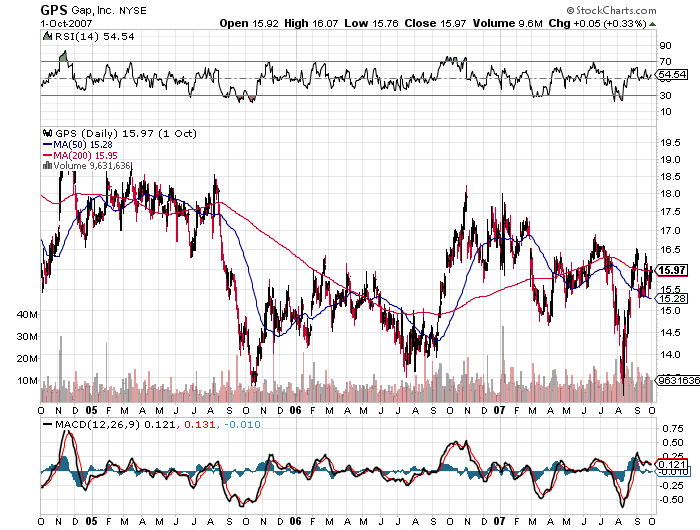 GPS Gap, Inc. NYSE © StockCharts.com
1-Oct-2007 Open 15.92 High 16.07 Low 15.76 Close 15.97 Volume 9.6M Chg +0.05 (+0.33%)
RSI(14) 54.54
90
70
54.54
30
10
GPS (Daily) 15.97 (1 Oct)
MA(50) 15.28
MA(200) 15.95
Volume 9,631,636
19.5
19.0
18.5
18.0
17.5
17.0
16.5
15.97
15.5
15.28
15.0
14.5
14.0
40M
30M
20M
10M
9631636
O N D 05 F M A M J J A S O N D 06 F M A M J J A S O N D 07 F M A M J J A S O
MACD(12,26,9) 0.121, 0.131, -0.010
0.75
0.50
0.25
0.121
-0.010
-0.25
-0.50
O N D 05 F M A M J J A S O N D 06 F M A M J J A S O N D 07 F M A M J J A S O